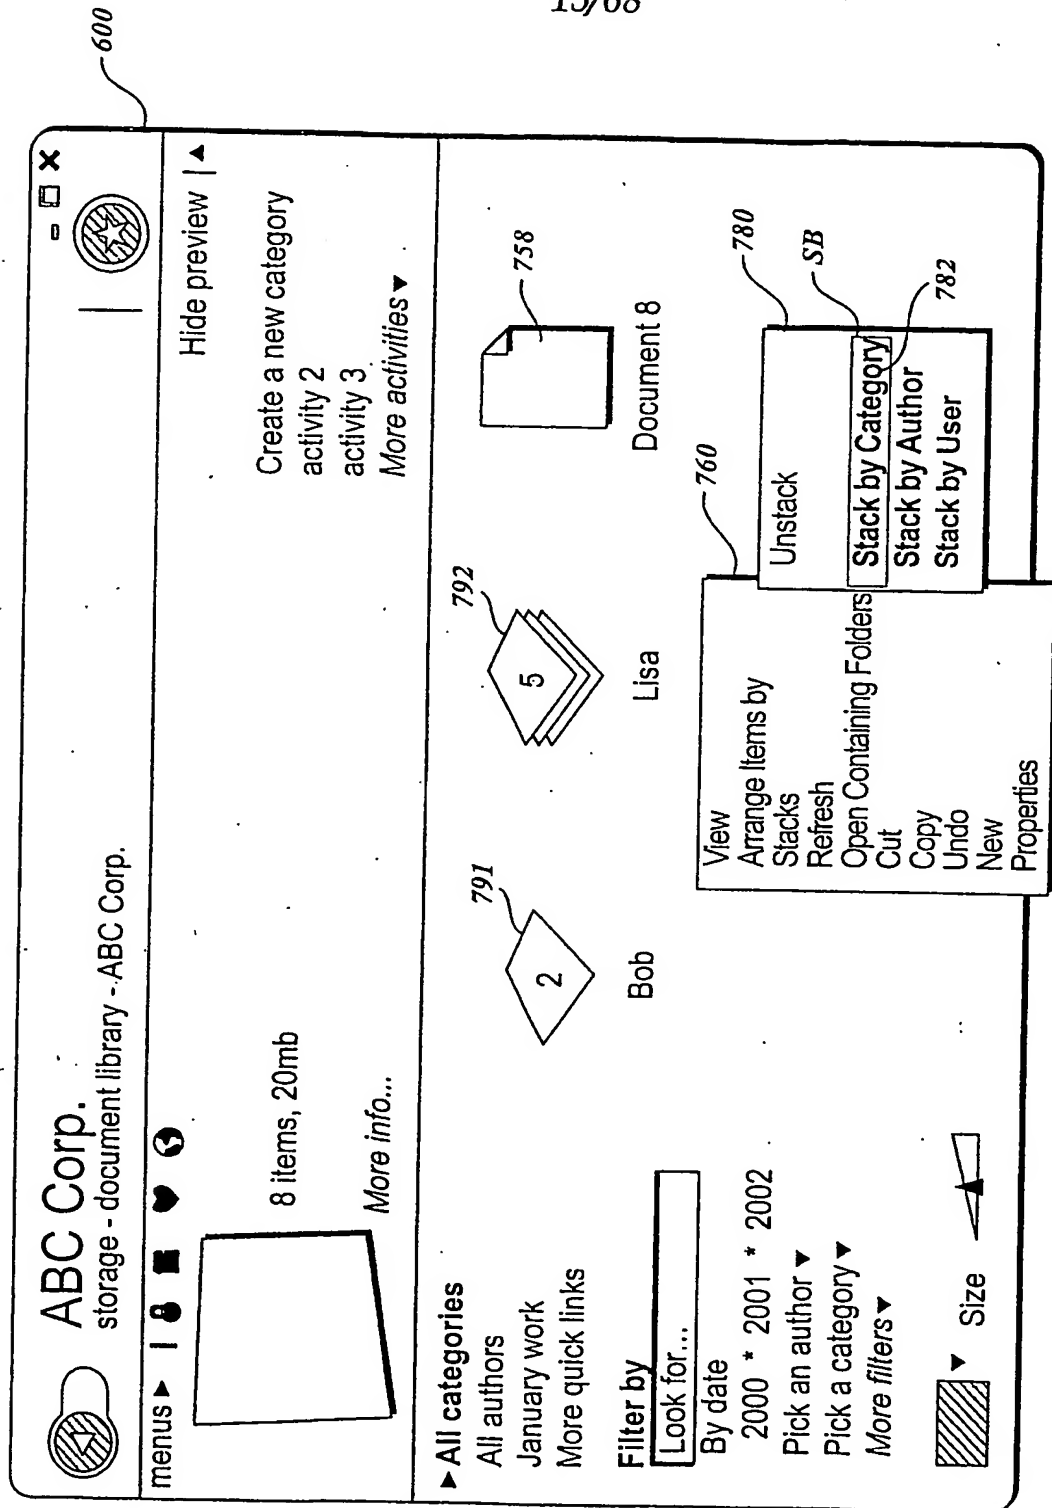 15/68
600
ABC Corp.
storage - document library - ABC Corp.
menus
Hide preview
8 items, 20mb
More info...
Create a new category
activity 2
activity 3
More activities
All categories
All authors
January work
More quick links
Filter by
Look for...
By date
2000 * 2001 * 2002
Pick an author
Pick a category
More filters
Size
791
2
Bob
792
5
Lisa
758
Document 8
760
View
Arrange Items by
Stacks
Refresh
Open Containing Folders
Cut
Copy
Undo
New
Properties
780
Unstack
SB
Stack by Category
782
Stack by Author
Stack by User